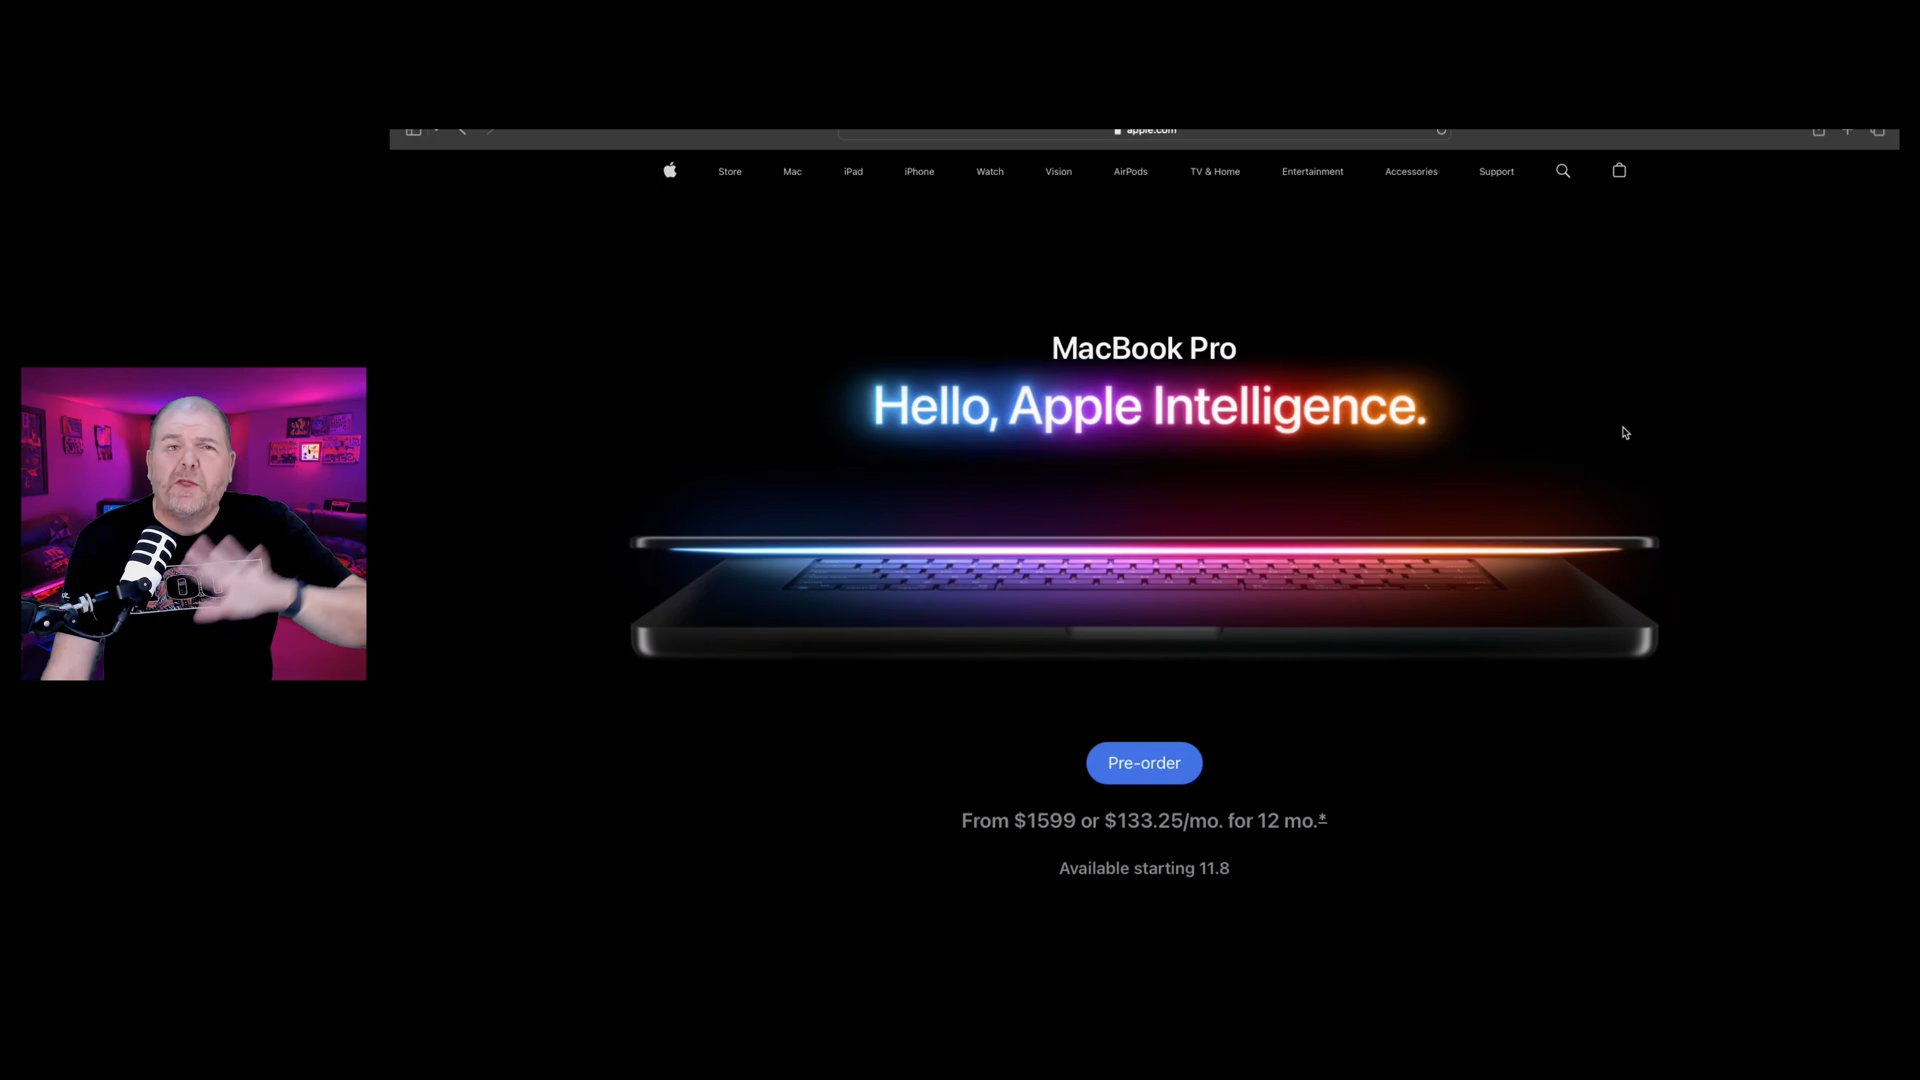 apple.com
Store Mac iPad iPhone Watch Vision AirPods TV & Home Entertainment Accessories Support
MacBook Pro
Hello, Apple Intelligence.
Pre-order
From $1599 or $133.25/mo. for 12 mo.*
Available starting 11.8